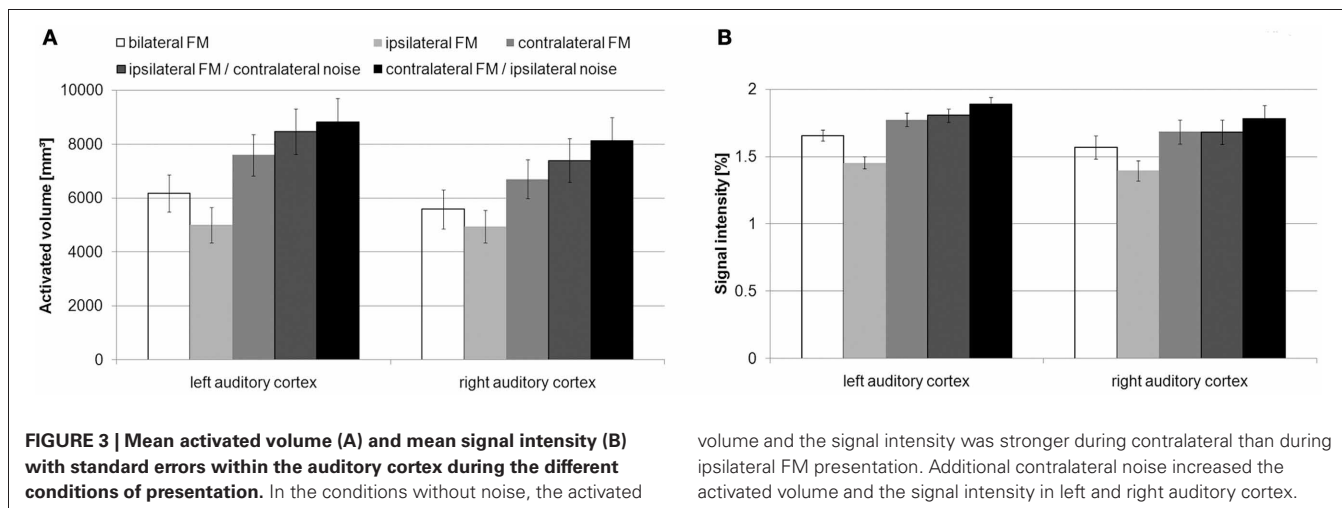 A
bilateral FM
ipsilateral FM
contralateral FM
ipsilateral FM / contralateral noise
contralateral FM / ipsilateral noise
10000
8000
6000
4000
2000
0
Activated volume [mm³]
left auditory cortex
right auditory cortex
B
2
1.5
1
0.5
0
Signal intensity [%]
left auditory cortex
right auditory cortex
FIGURE 3 | Mean activated volume (A) and mean signal intensity (B)
with standard errors within the auditory cortex during the different
conditions of presentation. In the conditions without noise, the activated
volume and the signal intensity was stronger during contralateral than during
ipsilateral FM presentation. Additional contralateral noise increased the
activated volume and the signal intensity in left and right auditory cortex.